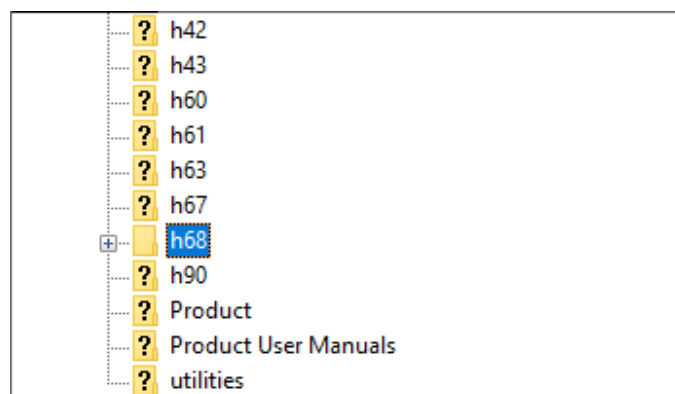 h42
h43
h60
h61
h63
h67
h68
h90
Product
Product User Manuals
utilities